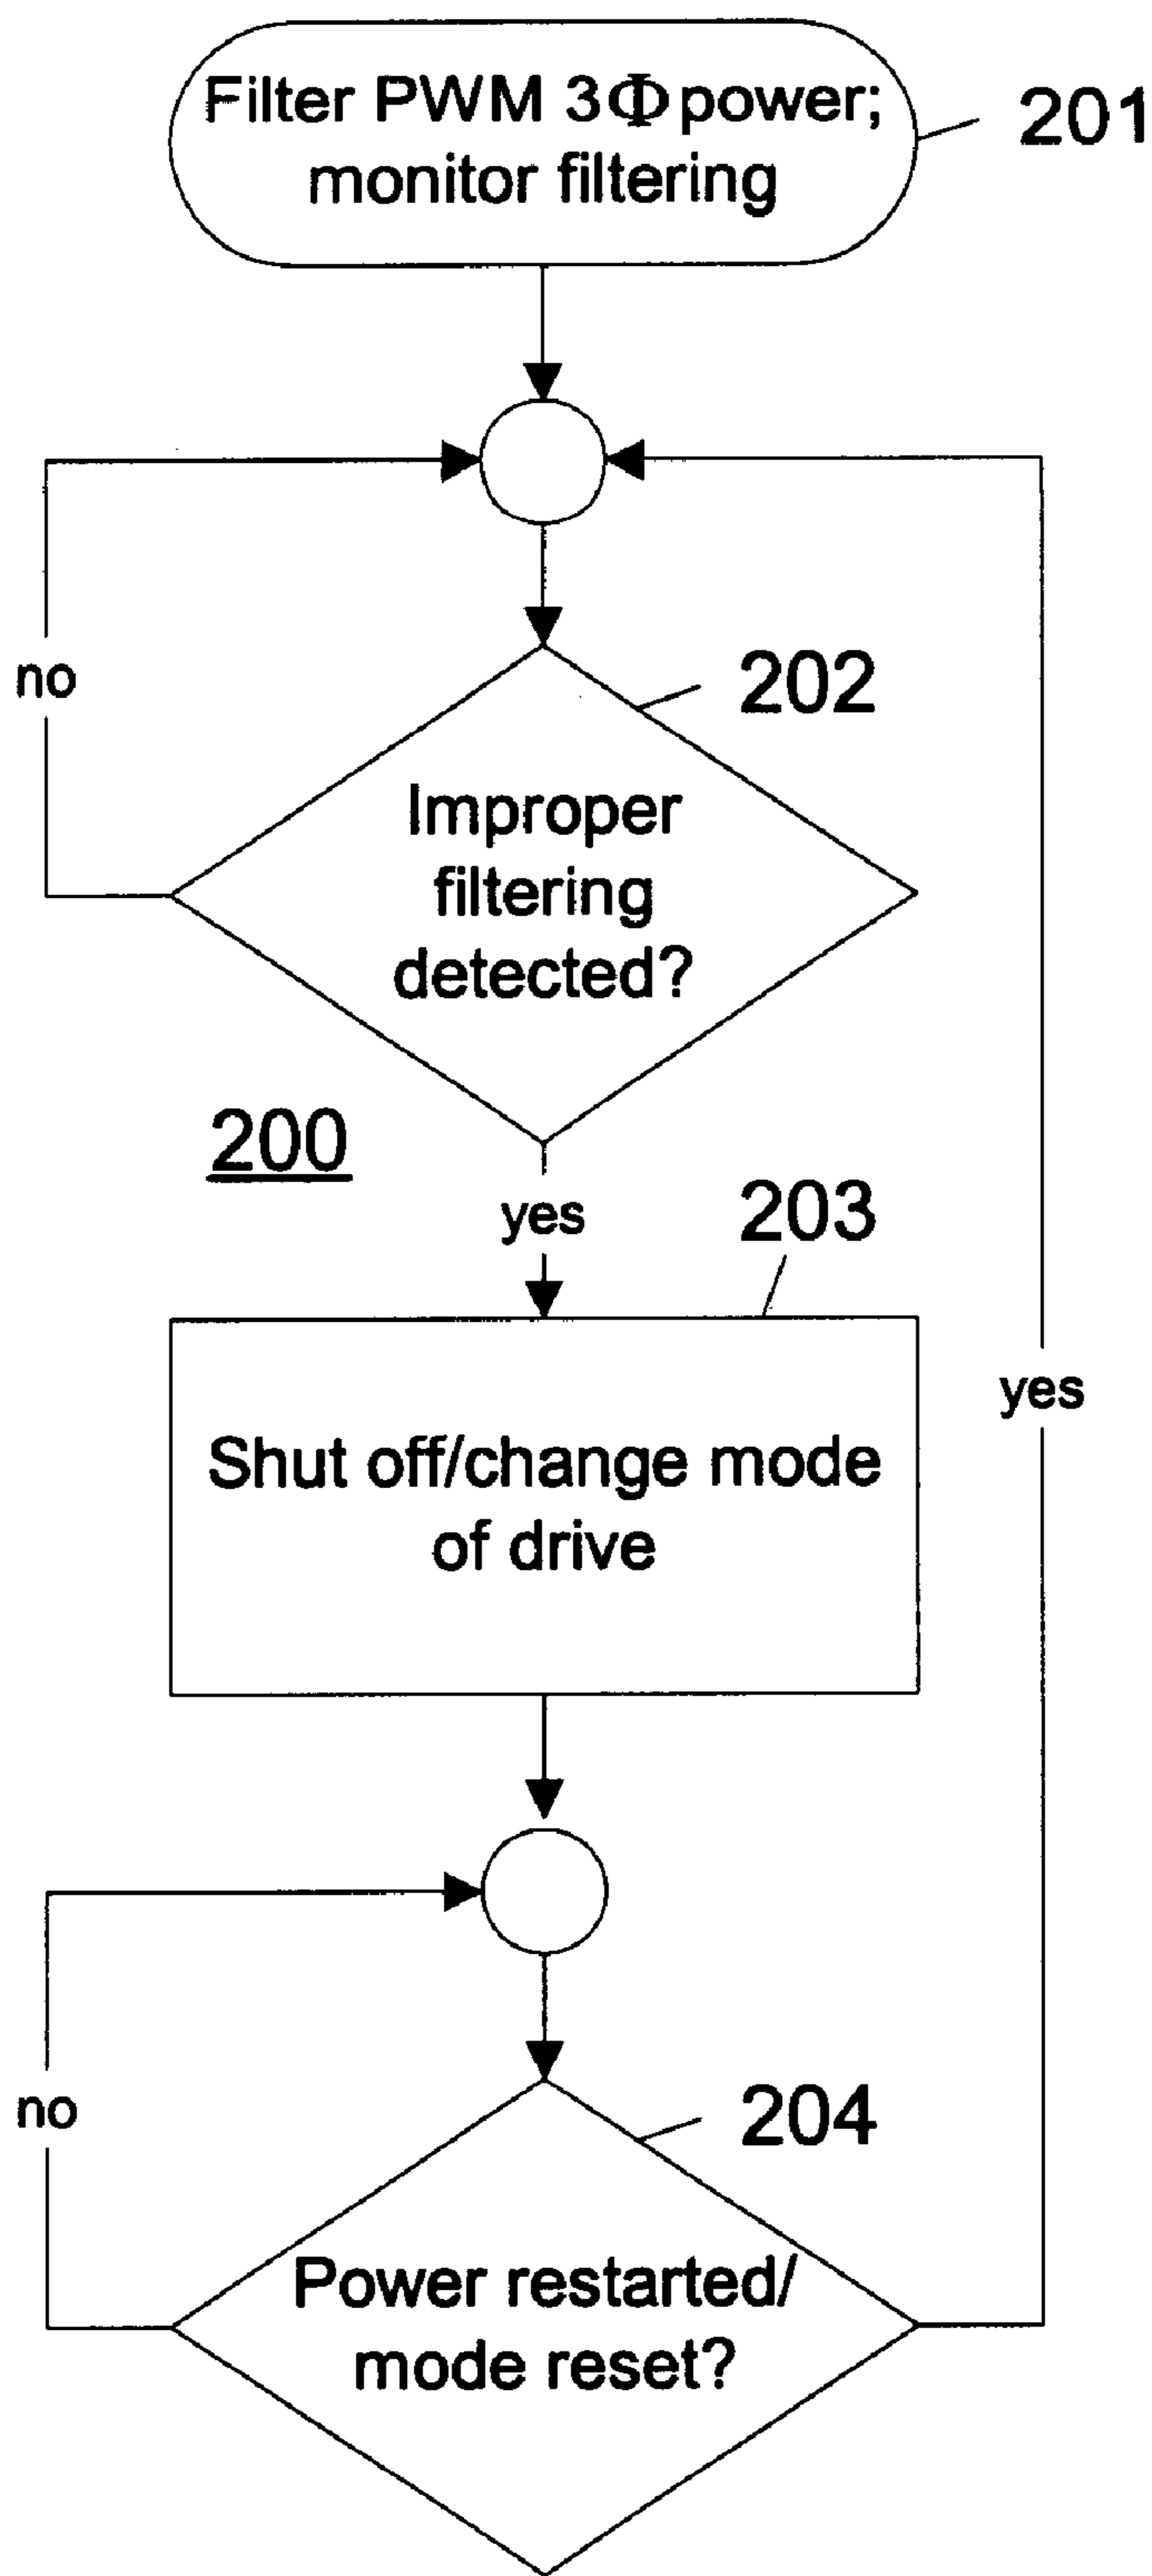 Filter PWM 3Φ power;
monitor filtering
201
no
202
Improper
filtering
detected?
200
yes
203
Shut off/change mode
of drive
yes
no
204
Power restarted/
mode reset?